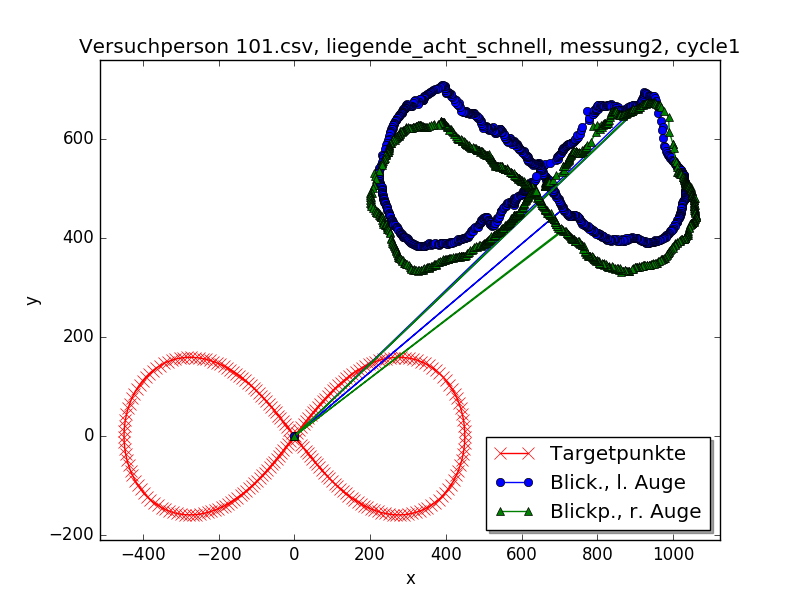 Versuchperson 101.csv, liegende_acht_schnell, messung2, cycle1
600
400
200
0
−200
y
−400
−200
0
200
400
600
800
1000
x
Targetpunkte
Blick., l. Auge
Blickp., r. Auge